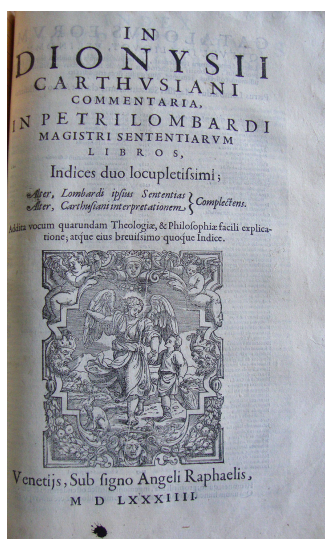 IN
DIONYSII
CARTHVSIANI
COMMENTARIA,
IN PETRI LOMBARDI
MAGISTRI SENTENTIARVM
LIBROS,
Indices duo locupletiſsimi;
Alter, Lombardi ipſius Sententias
Alter, Carthuſiani interpretationem } Complectens.
Addita vocum quarundam Theologiæ, & Philoſophiæ facili explica-
tione; atque eius breuiſsimo quoque Indice.
Venetijs, Sub ſigno Angeli Raphaelis,
M D LXXXIIII.